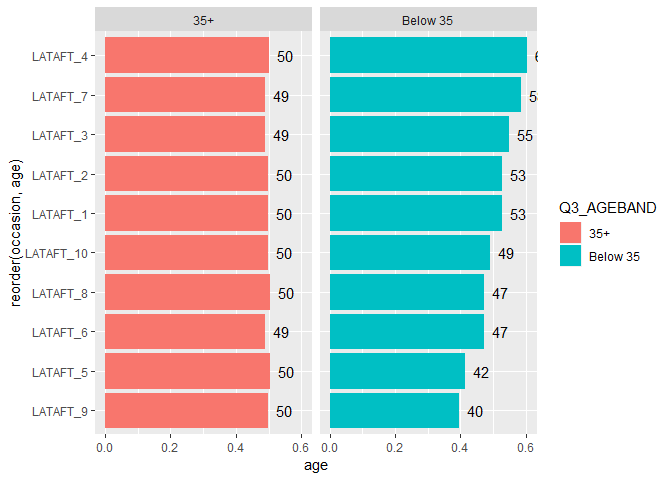 35+ Below 35
LATAFT_4 50
LATAFT_7 49
LATAFT_3 49 55
LATAFT_2 50 53
LATAFT_1 50 53
LATAFT_10 50 49
LATAFT_8 50 47
LATAFT_6 49 47
LATAFT_5 50 42
LATAFT_9 50 40
0.0 0.2 0.4 0.6 0.0 0.2 0.4 0.6
age
reorder(occasion, age)
Q3_AGEBAND
35+
Below 35